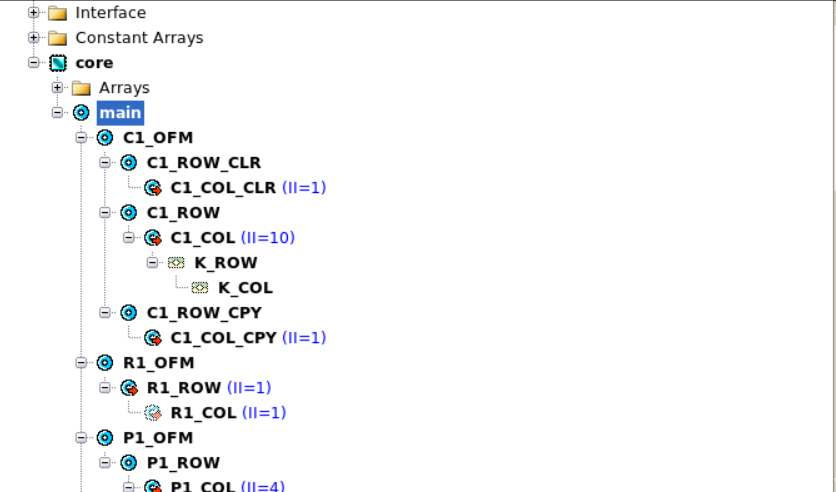 Interface
Constant Arrays
core
Arrays
main
C1_OFM
C1_ROW_CLR
C1_COL_CLR (II=1)
C1_ROW
C1_COL (II=10)
K_ROW
K_COL
C1_ROW_CPY
C1_COL_CPY (II=1)
R1_OFM
R1_ROW (II=1)
R1_COL (II=1)
P1_OFM
P1_ROW
P1_COL (II=4)